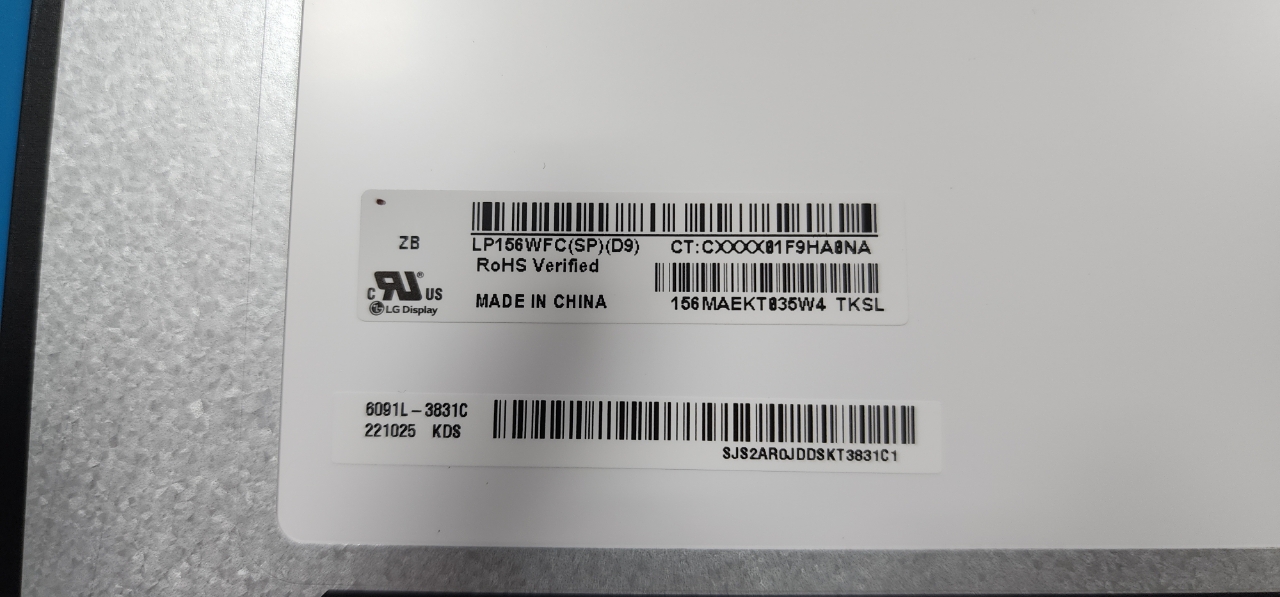 ZB
LP156WFC(SP)(D9) CT:CXXXX01F9HA0NA
RoHS Verified
C UR ® US
MADE IN CHINA
156MAEKT035W4 TKSL
LG Display
6091L-3831C
221025 KDS
SJS2AR0JDDSKT3831C1